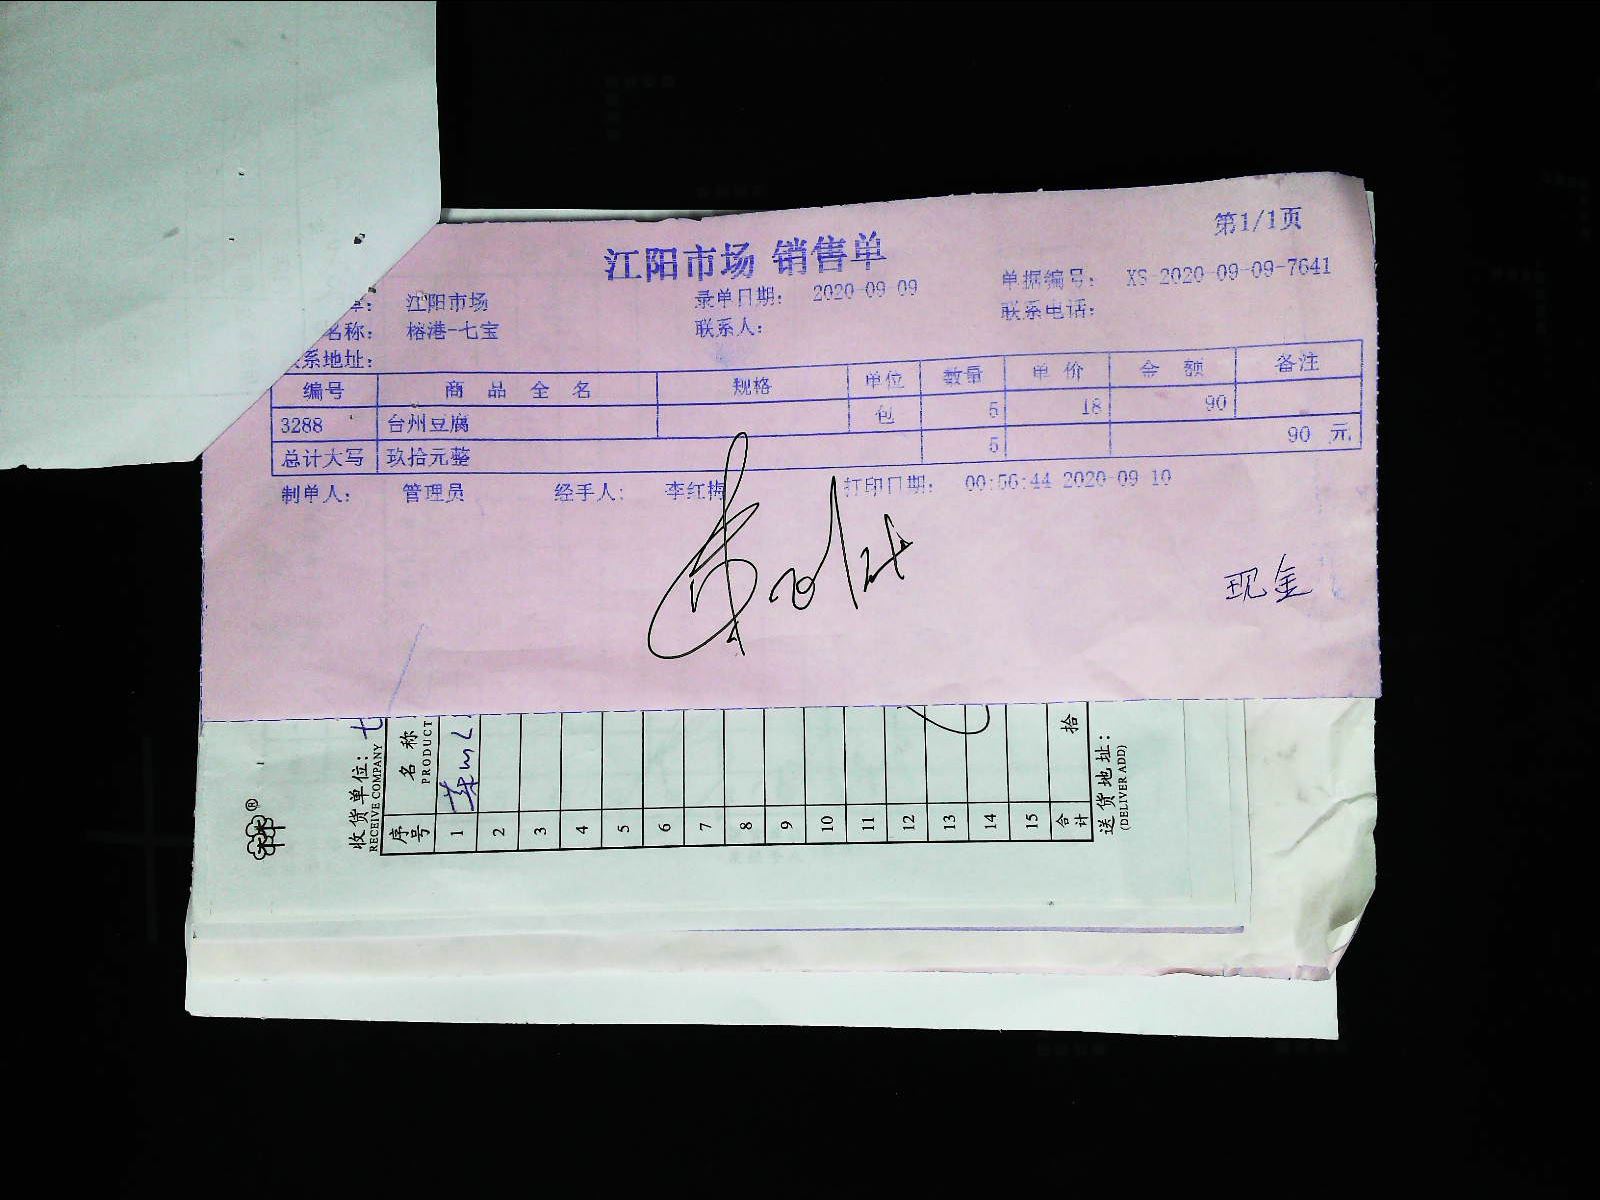 第1/1页
江阳市场 销售单
江阳市场 录单日期: 2020-09-09 单据编号: XS-2020-09-09-7641
名称: 榕港-七宝 联系人: 联系电话:
系地址:
编号 商品全名 规格 单位 数量 单价 金额 备注
3288 台州豆腐 包 5 18 90
总计大写 玖拾元整 5 90 元
制单人: 管理员 经手人: 李红梅 打印日期: 00:56:44 2020-09-10
现金
收货单位: 七
RECEIVE COMPANY
序号 名称
PRODUCT
1
2
3
4
5
6
7
8
9
10
11
12
13
14
15
合计 拾
送货地址:
(DELIVER ADD)